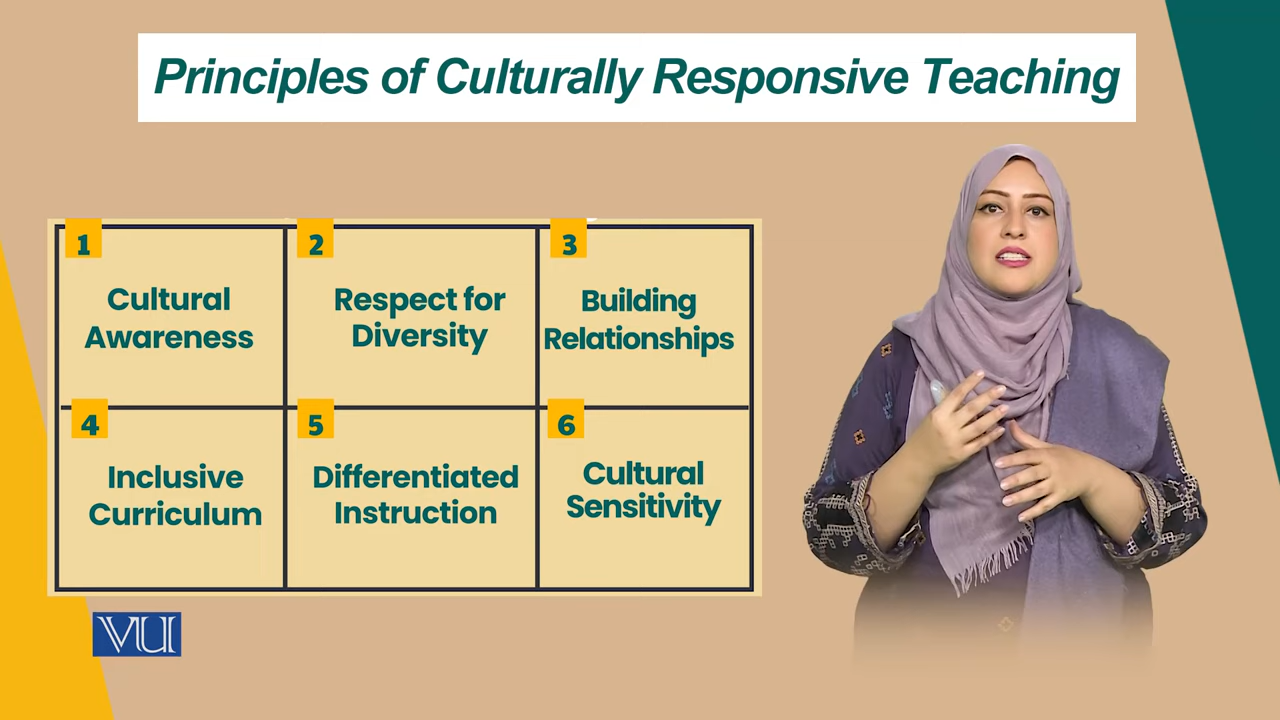 Principles of Culturally Responsive Teaching
1
Cultural
Awareness
2
Respect for
Diversity
3
Building
Relationships
4
Inclusive
Curriculum
5
Differentiated
Instruction
6
Cultural
Sensitivity
VU